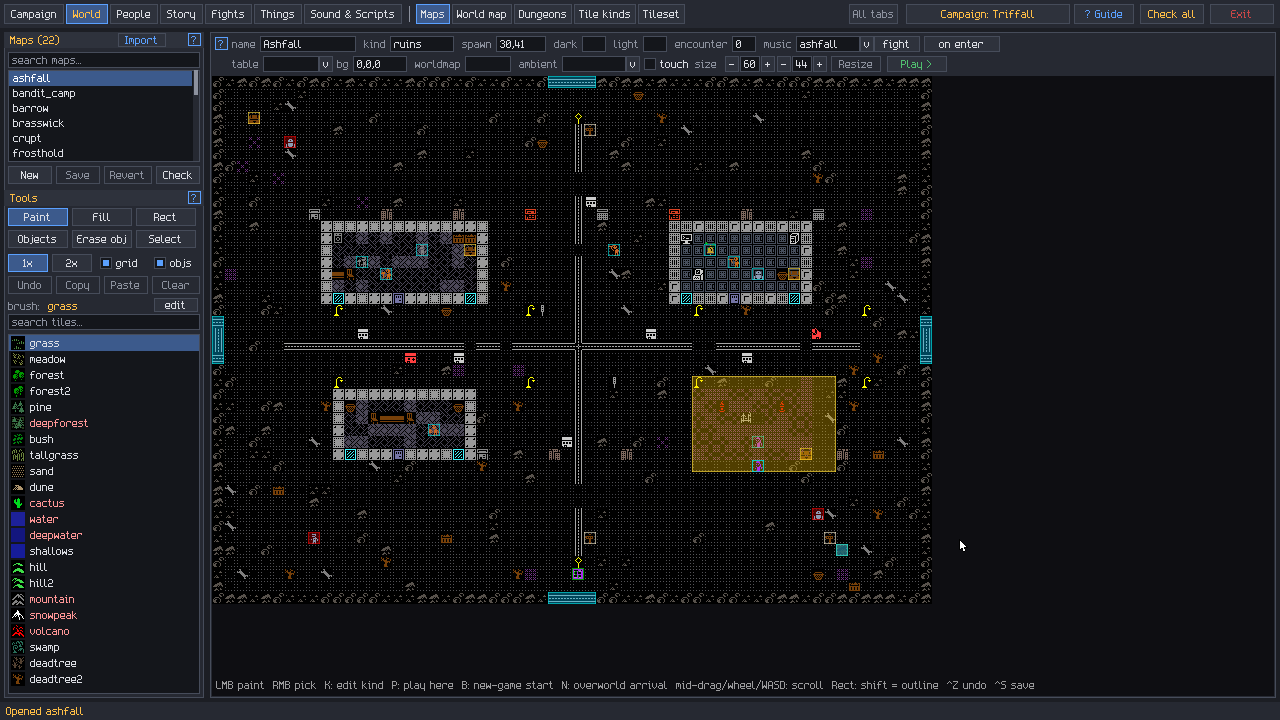 Campaign World People Story Fights Things Sound & Scripts | Maps World map Dungeons Tile kinds Tileset All tabs Campaign: Triffall ? Guide Check all Exit
Maps (22) Import ?
search maps...
ashfall
bandit_camp
barrow
brasswick
crypt
frosthold
New Save Revert Check
Tools ?
Paint Fill Rect
Objects Erase obj Select
1x 2x grid objs
Undo Copy Paste Clear
brush: grass edit
search tiles...
grass
meadow
forest
forest2
pine
deepforest
bush
tallgrass
sand
dune
cactus
water
deepwater
shallows
hill
hill2
mountain
snowpeak
volcano
swamp
deadtree
deadtree2
? name Ashfall kind ruins spawn 30,41 dark light encounter 0 music ashfall v fight on enter
table v bg 0,0,0 worldmap ambient v touch size - 60 + - 44 + Resize Play >
LMB paint RMB pick K: edit kind P: play here B: new-game start N: overworld arrival mid-drag/wheel/WASD: scroll Rect: shift = outline ^Z undo ^S save
Opened ashfall